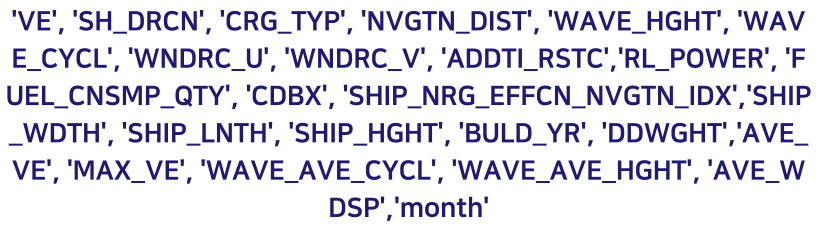 'VE', 'SH_DRCN', 'CRG_TYP', 'NVGTN_DIST', 'WAVE_HGHT', 'WAV
E_CYCL', 'WNDRC_U', 'WNDRC_V', 'ADDTI_RSTC','RL_POWER', 'F
UEL_CNSMP_QTY', 'CDBX', 'SHIP_NRG_EFFCN_NVGTN_IDX','SHIP
_WDTH', 'SHIP_LNTH', 'SHIP_HGHT', 'BULD_YR', 'DDWGHT','AVE_
VE', 'MAX_VE', 'WAVE_AVE_CYCL', 'WAVE_AVE_HGHT', 'AVE_W
DSP','month'